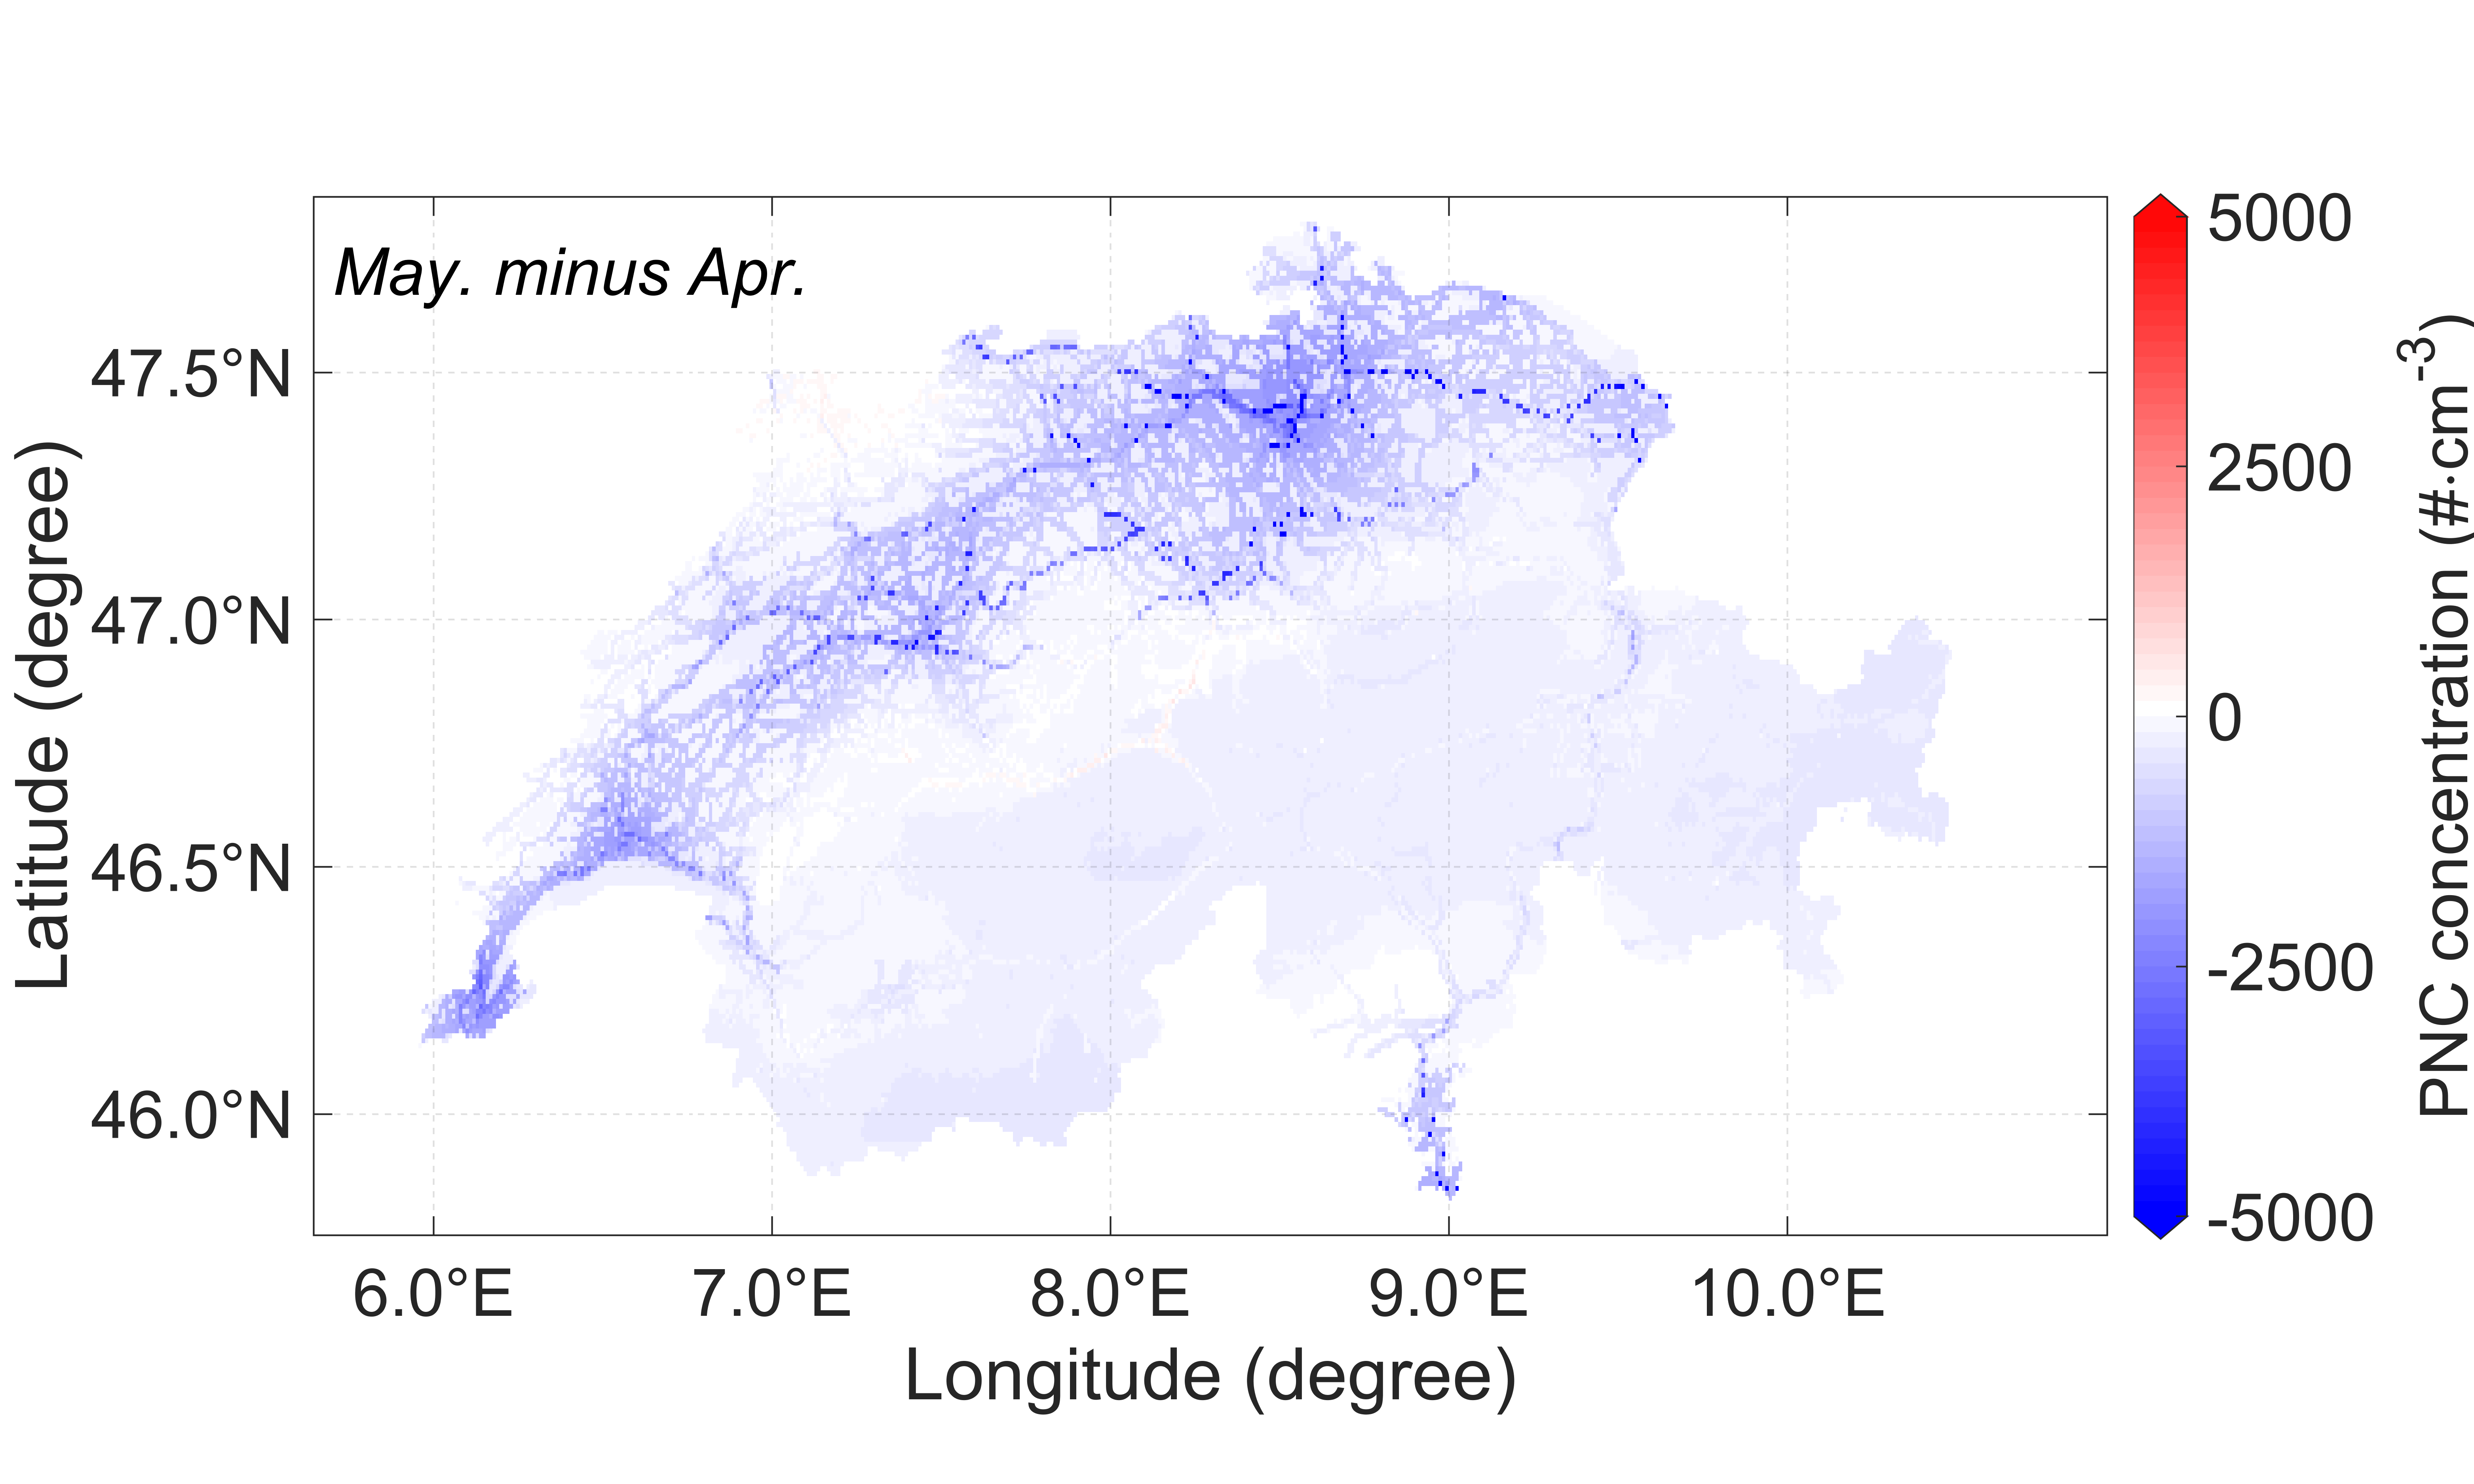 May. minus Apr.
47.5°N
47.0°N
46.5°N
46.0°N
Latitude (degree)
6.0°E 7.0°E 8.0°E 9.0°E 10.0°E
Longitude (degree)
5000
2500
0
-2500
-5000
PNC concentration (#·cm⁻³)